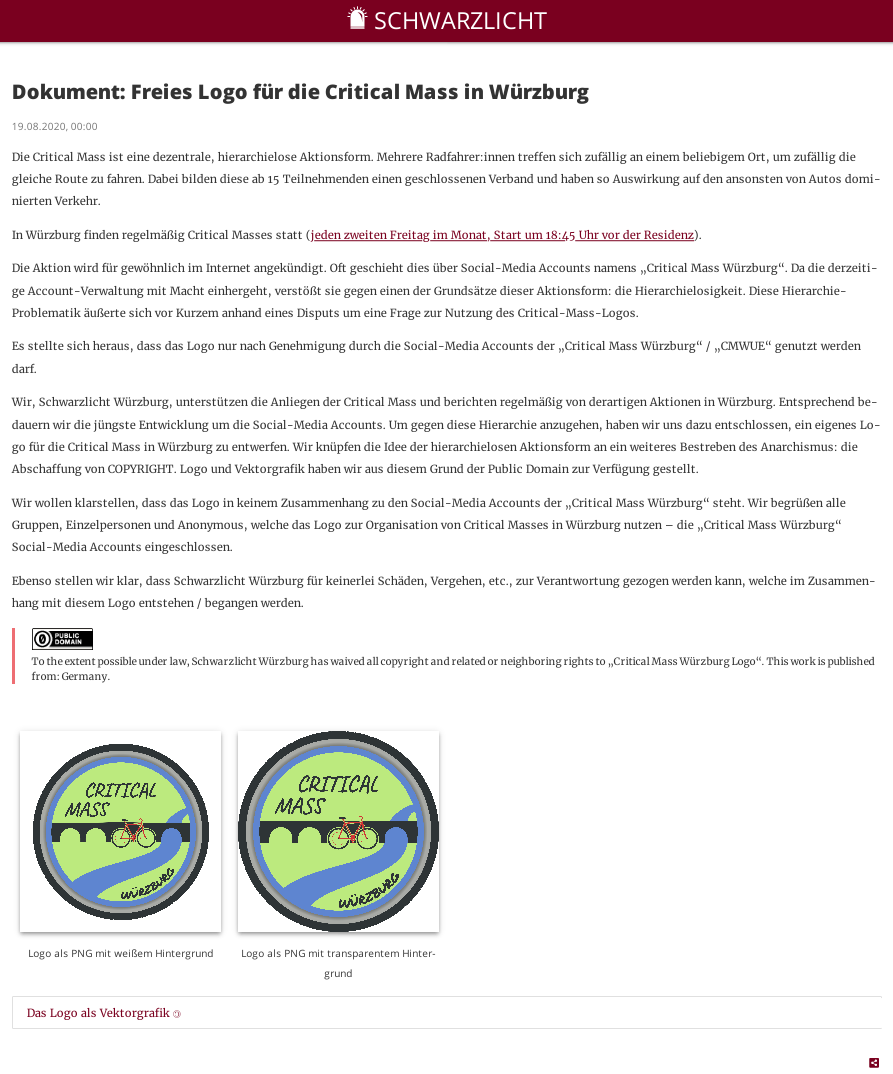 SCHWARZLICHT
Dokument: Freies Logo für die Critical Mass in Würzburg
19.08.2020, 00:00
Die Critical Mass ist eine dezentrale, hierarchielose Aktionsform. Mehrere Radfahrer:innen treffen sich zufällig an einem beliebigem Ort, um zufällig die
gleiche Route zu fahren. Dabei bilden diese ab 15 Teilnehmenden einen geschlossenen Verband und haben so Auswirkung auf den ansonsten von Autos domi-
nierten Verkehr.
In Würzburg finden regelmäßig Critical Masses statt (jeden zweiten Freitag im Monat, Start um 18:45 Uhr vor der Residenz).
Die Aktion wird für gewöhnlich im Internet angekündigt. Oft geschieht dies über Social-Media Accounts namens „Critical Mass Würzburg“. Da die derzeiti-
ge Account-Verwaltung mit Macht einhergeht, verstößt sie gegen einen der Grundsätze dieser Aktionsform: die Hierarchielosigkeit. Diese Hierarchie-
Problematik äußerte sich vor Kurzem anhand eines Disputs um eine Frage zur Nutzung des Critical-Mass-Logos.
Es stellte sich heraus, dass das Logo nur nach Genehmigung durch die Social-Media Accounts der „Critical Mass Würzburg“ / „CMWUE“ genutzt werden
darf.
Wir, Schwarzlicht Würzburg, unterstützen die Anliegen der Critical Mass und berichten regelmäßig von derartigen Aktionen in Würzburg. Entsprechend be-
dauern wir die jüngste Entwicklung um die Social-Media Accounts. Um gegen diese Hierarchie anzugehen, haben wir uns dazu entschlossen, ein eigenes Lo-
go für die Critical Mass in Würzburg zu entwerfen. Wir knüpfen die Idee der hierarchielosen Aktionsform an ein weiteres Bestreben des Anarchismus: die
Abschaffung von COPYRIGHT. Logo und Vektorgrafik haben wir aus diesem Grund der Public Domain zur Verfügung gestellt.
Wir wollen klarstellen, dass das Logo in keinem Zusammenhang zu den Social-Media Accounts der „Critical Mass Würzburg“ steht. Wir begrüßen alle
Gruppen, Einzelpersonen und Anonymous, welche das Logo zur Organisation von Critical Masses in Würzburg nutzen – die „Critical Mass Würzburg“
Social-Media Accounts eingeschlossen.
Ebenso stellen wir klar, dass Schwarzlicht Würzburg für keinerlei Schäden, Vergehen, etc., zur Verantwortung gezogen werden kann, welche im Zusammen-
hang mit diesem Logo entstehen / begangen werden.
PUBLIC
DOMAIN
To the extent possible under law, Schwarzlicht Würzburg has waived all copyright and related or neighboring rights to „Critical Mass Würzburg Logo“. This work is published
from: Germany.
CRITICAL
MASS
WÜRZBURG
CRITICAL
MASS
WÜRZBURG
Logo als PNG mit weißem Hintergrund
Logo als PNG mit transparentem Hinter-
grund
Das Logo als Vektorgrafik